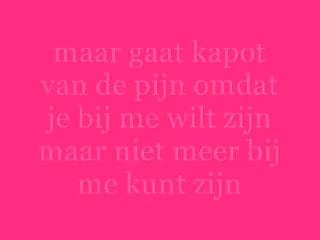 maar gaat kapot
van de pijn omdat
je bij me wilt zijn
maar niet meer bij
me kunt zijn